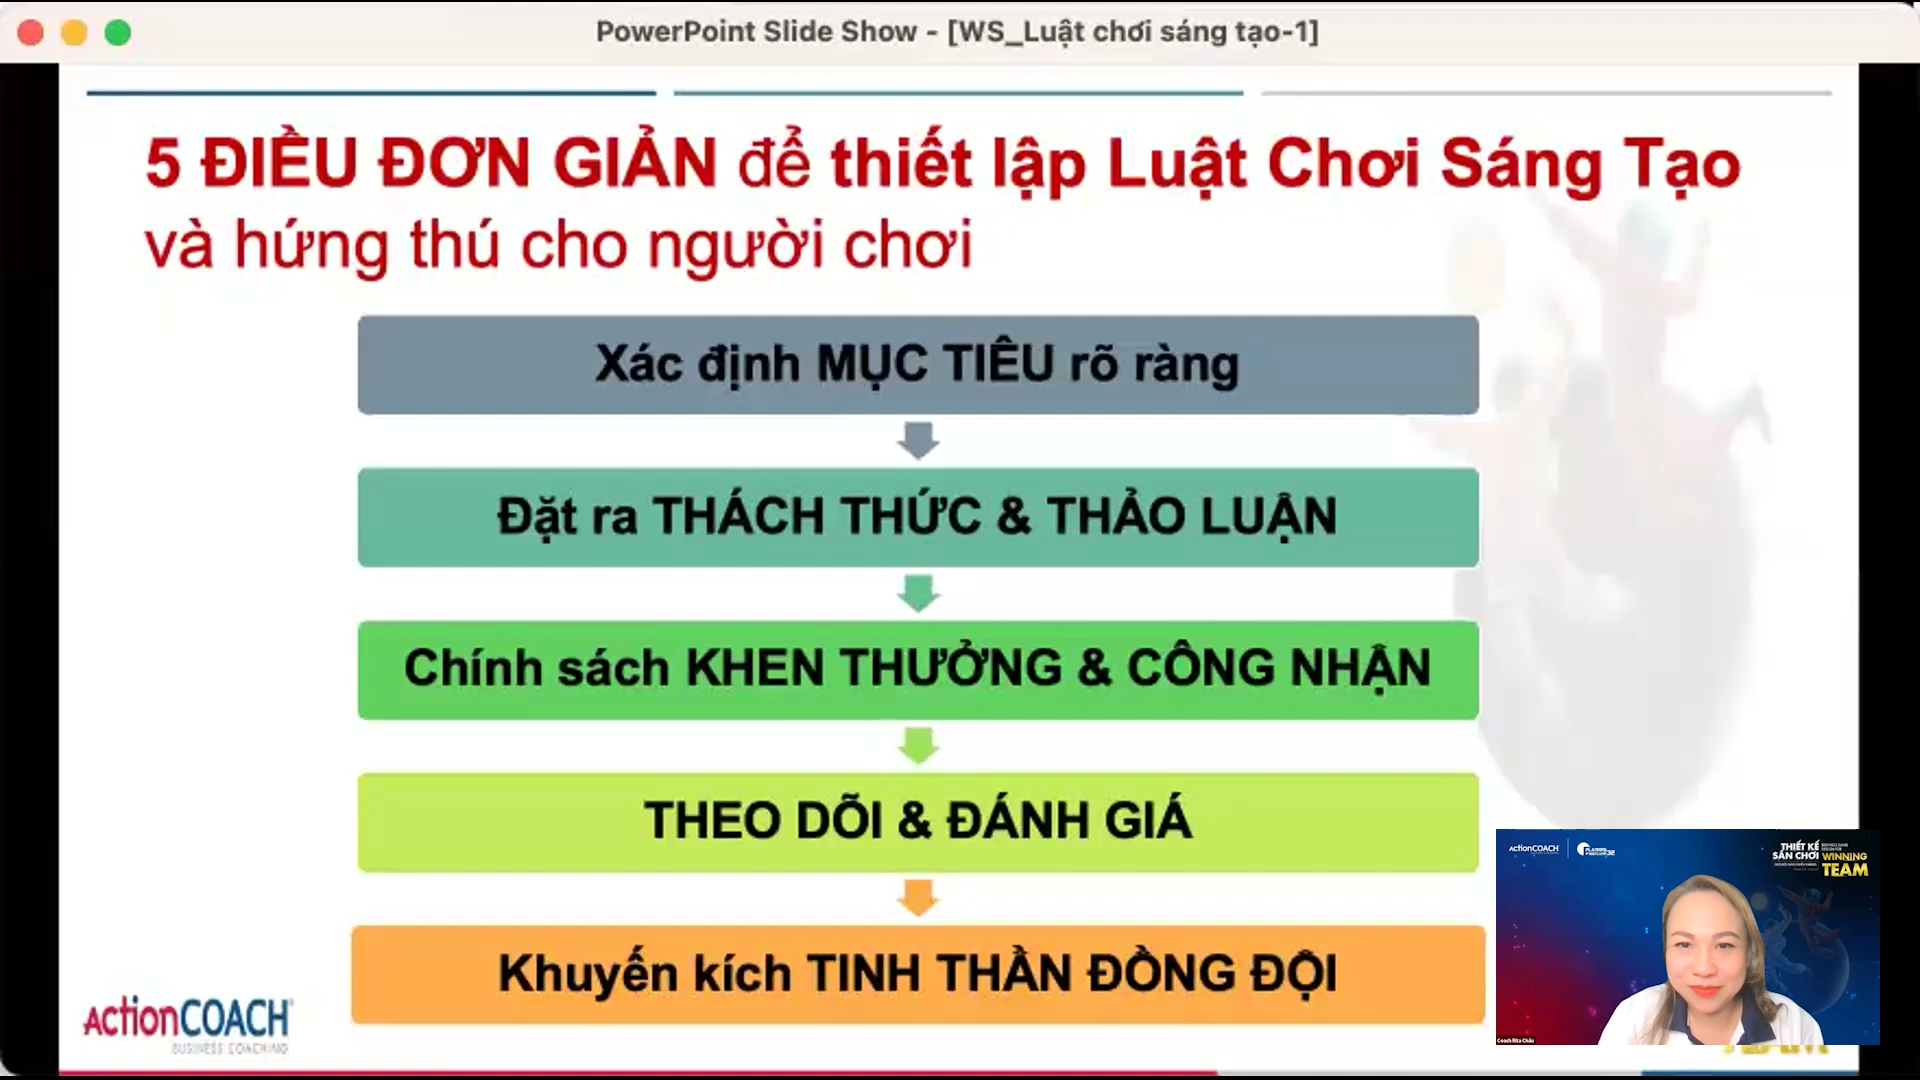 PowerPoint Slide Show - [WS_Luật chơi sáng tạo-1]
5 ĐIỀU ĐƠN GIẢN để thiết lập Luật Chơi Sáng Tạo
và hứng thú cho người chơi
Xác định MỤC TIÊU rõ ràng
Đặt ra THÁCH THỨC & THẢO LUẬN
Chính sách KHEN THƯỞNG & CÔNG NHẬN
THEO DÕI & ĐÁNH GIÁ
Khuyến kích TINH THẦN ĐỒNG ĐỘI
ActionCOACH
BUSINESS COACHING
ActionCOACH
THIẾT KẾ
SÂN CHƠI
WINNING
TEAM
Coach Rita Châu